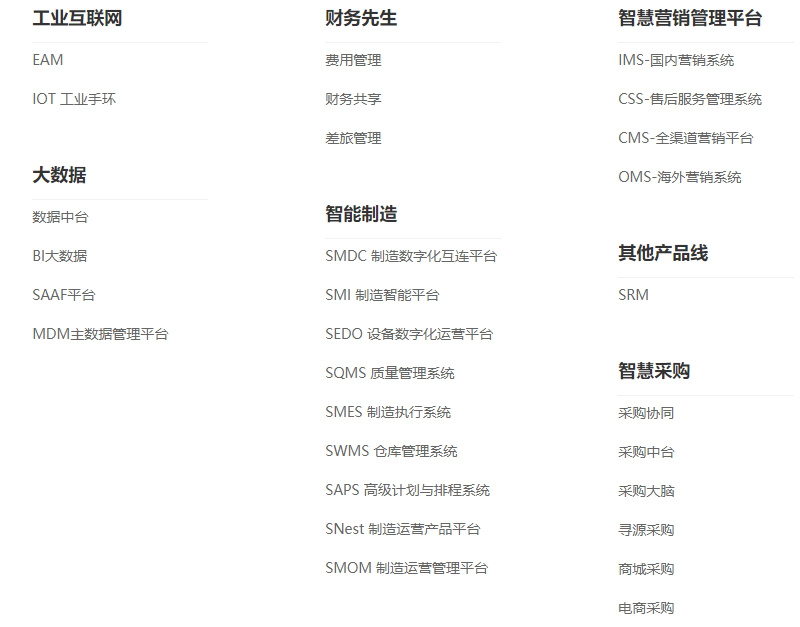 工业互联网
EAM
IOT 工业手环
大数据
数据中台
BI大数据
SAAF平台
MDM主数据管理平台
财务先生
费用管理
财务共享
差旅管理
智能制造
SMDC 制造数字化互连平台
SMI 制造智能平台
SEDO 设备数字化运营平台
SQMS 质量管理系统
SMES 制造执行系统
SWMS 仓库管理系统
SAPS 高级计划与排程系统
SNest 制造运营产品平台
SMOM 制造运营管理平台
智慧营销管理平台
IMS-国内营销系统
CSS-售后服务管理系统
CMS-全渠道营销平台
OMS-海外营销系统
其他产品线
SRM
智慧采购
采购协同
采购中台
采购大脑
寻源采购
商城采购
电商采购